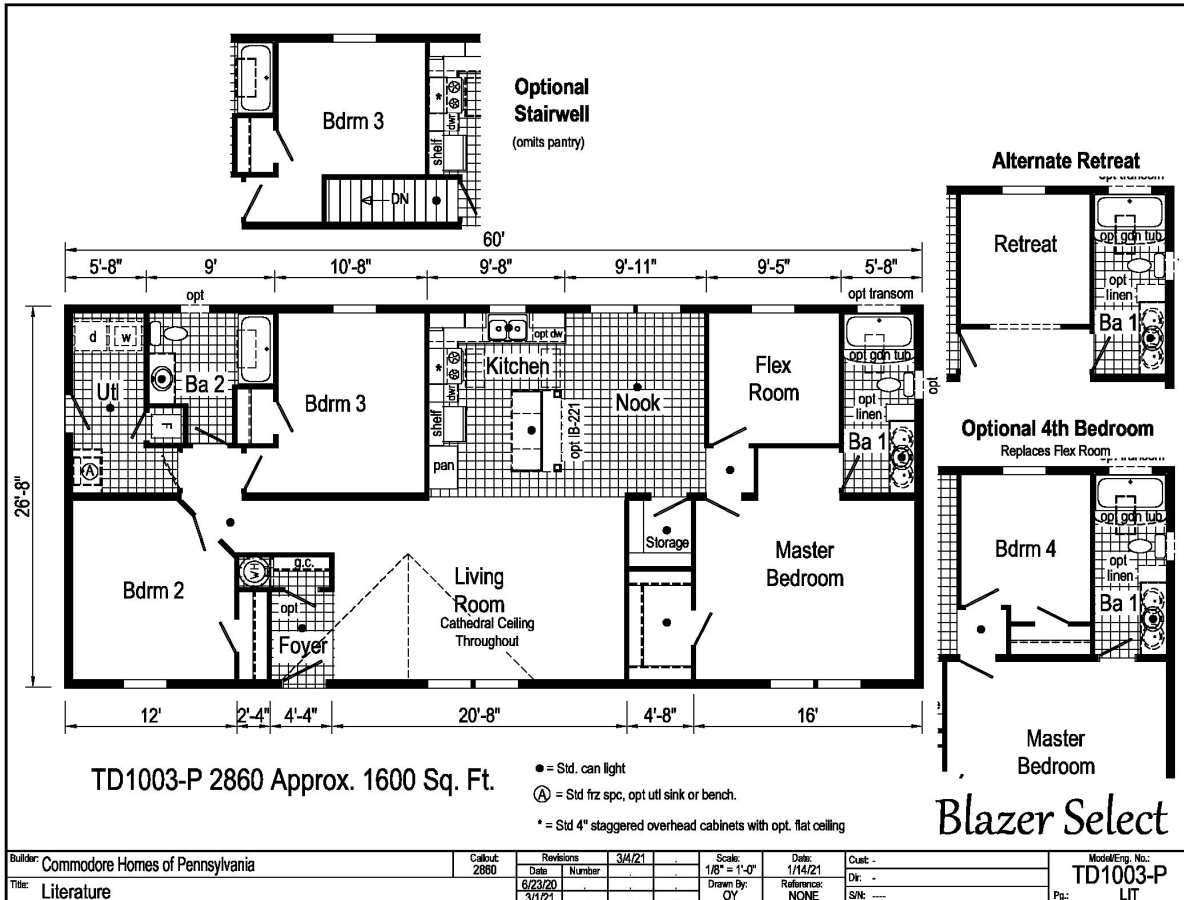 Optional
Stairwell
(omits pantry)
Bdrm 3
*
dwr
shelf
DN
Alternate Retreat
opt transom
Retreat
opt gdn tub
opt
linen
Ba 1
60'
5'-8" 9' 10'-8" 9'-8" 9'-11" 9'-5" 5'-8"
opt
opt transom
d w
Utl
Ba 2
F
A
Bdrm 3
*
dwr
shelf
pan
opt dw
Kitchen
opt IB-221
Nook
Flex
Room
opt gdn tub
opt
linen
Ba 1
opt
26'-8"
Bdrm 2
WH
g.c.
opt
Foyer
Living
Room
Cathedral Ceiling
Throughout
Storage
Master
Bedroom
Optional 4th Bedroom
Replaces Flex Room
opt transom
opt gdn tub
Bdrm 4
opt
linen
Ba 1
Master
Bedroom
12' 2'-4" 4'-4" 20'-8" 4'-8" 16'
TD1003-P 2860 Approx. 1600 Sq. Ft.
● = Std. can light
Ⓐ = Std frz spc, opt utl sink or bench.
* = Std 4" staggered overhead cabinets with opt. flat ceiling
Blazer Select
Builder: Commodore Homes of Pennsylvania
Title: Literature
Callout:
2860
Revisions 3/4/21
Date Number
6/23/20
3/1/21
Scale:
1/8" = 1'-0"
Drawn By:
OY
Date:
1/14/21
Reference:
NONE
Cust: -
Dir: -
S/N: ----
Model/Eng. No.:
TD1003-P
Pg.: LIT